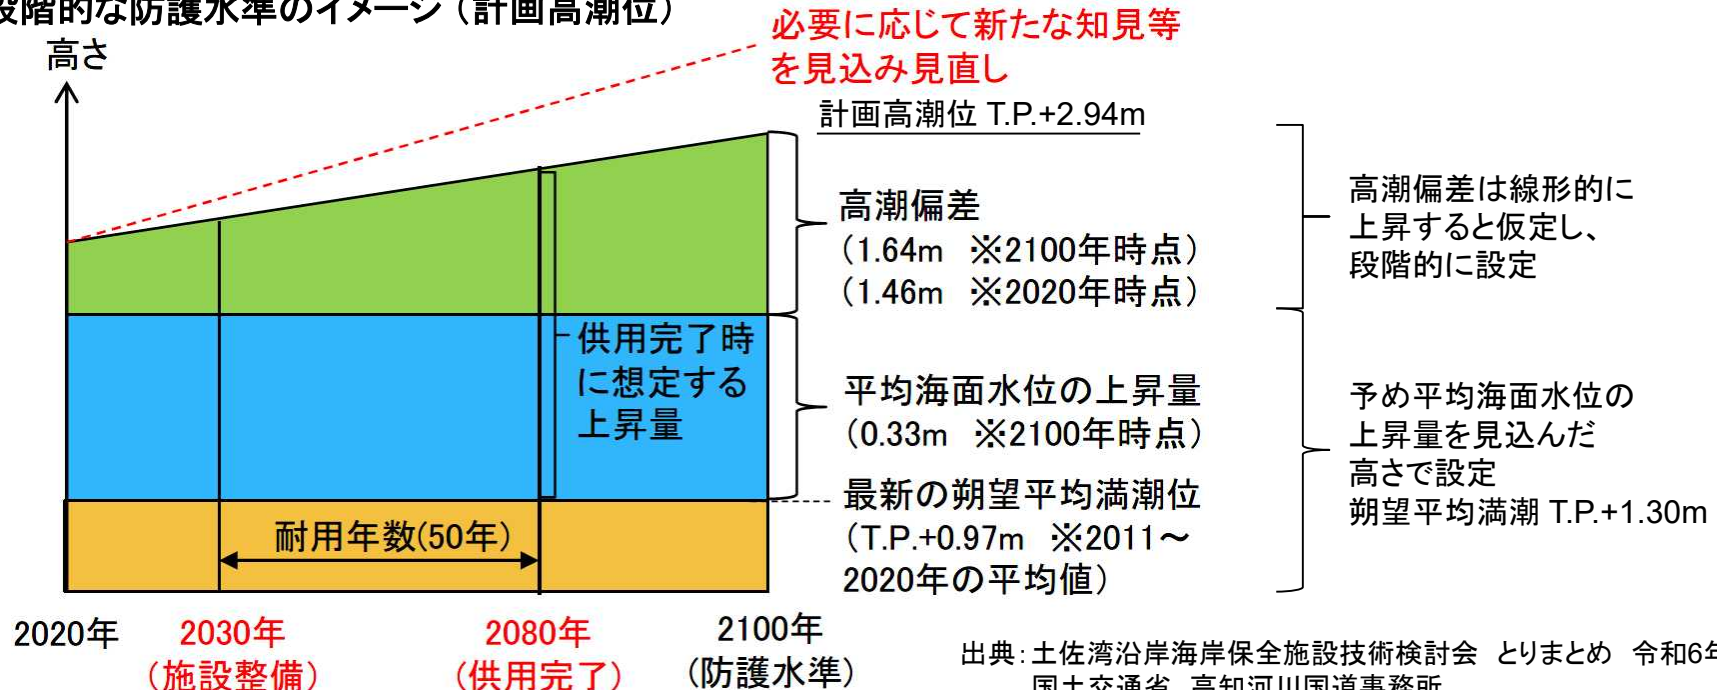 段階的な防護水準のイメージ（計画高潮位）
高さ
必要に応じて新たな知見等
を見込み見直し
計画高潮位 T.P.+2.94m
高潮偏差
（1.64m ※2100年時点）
（1.46m ※2020年時点）
高潮偏差は線形的に
上昇すると仮定し、
段階的に設定
供用完了時
に想定する
上昇量
平均海面水位の上昇量
（0.33m ※2100年時点）
予め平均海面水位の
上昇量を見込んだ
高さで設定
朔望平均満潮 T.P.+1.30m
最新の朔望平均満潮位
（T.P.+0.97m ※2011～
2020年の平均値）
耐用年数(50年)
2020年
2030年
（施設整備）
2080年
（供用完了）
2100年
（防護水準）
出典：土佐湾沿岸海岸保全施設技術検討会 とりまとめ 令和6年
国土交通省 高知河川国道事務所